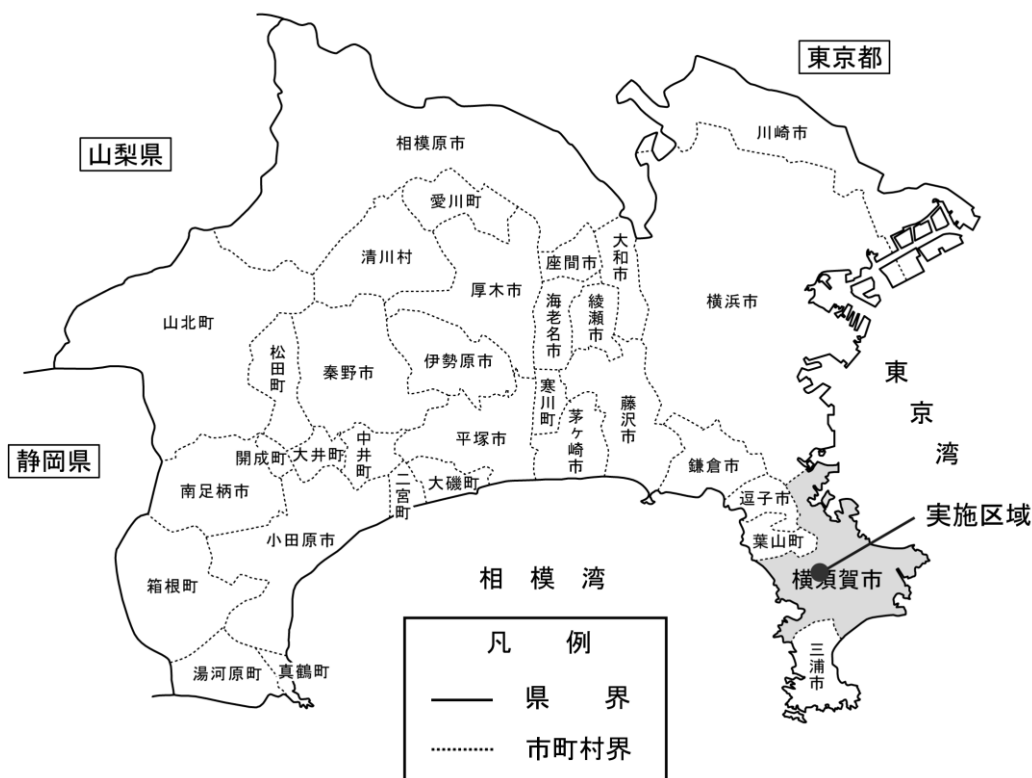 東京都
山梨県
川崎市
相模原市
愛川町
清川村
厚木市
座間市
大和市
横浜市
海老名市
綾瀬市
山北町
松田町
秦野市
伊勢原市
寒川町
茅ヶ崎市
藤沢市
東京湾
静岡県
開成町
大井町
中井町
平塚市
鎌倉市
南足柄市
二宮町
大磯町
逗子市
実施区域
小田原市
葉山町
箱根町
相模湾
横須賀市
凡例
三浦市
湯河原町
真鶴町
県界
市町村界